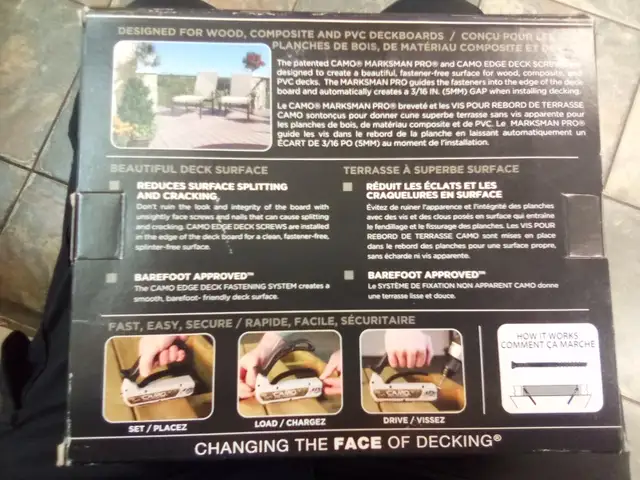 DESIGNED FOR WOOD, COMPOSITE AND PVC DECKBOARDS / CONÇU POUR LES
PLANCHES DE BOIS, DE MATÉRIAU COMPOSITE ET DE
The patented CAMO® MARKSMAN PRO® and CAMO EDGE DECK SCREWS
designed to create a beautiful, fastener-free surface for wood, composite, and
PVC decks. The MARKSMAN PRO guides the fasteners into the edge of the deck
board and automatically creates a 3/16 IN. (5MM) GAP when installing decking.
Le CAMO® MARKSMAN PRO® breveté et les VIS POUR REBORD DE TERRASSE
CAMO sontonçus pour donner cune superbe terrasse sans vis apparente pour
les planches de bois, de matériau composite et de PVC. Le MARKSMAN PRO®
guide les vis dans le rebord de la planche en laissant automatiquement un
ÉCART DE 3/16 PO (5MM) au moment de l'installation.
BEAUTIFUL DECK SURFACE
REDUCES SURFACE SPLITTING
AND CRACKING
Don't ruin the look and integrity of the board with
unsightly face screws and nails that can cause splitting
and cracking. CAMO EDGE DECK SCREWS are installed
in the edge of the deck board for a clean, fastener-free,
splinter-free surface.
BAREFOOT APPROVED™
The CAMO EDGE DECK FASTENING SYSTEM creates a
smooth, barefoot- friendly deck surface.
TERRASSE À SUPERBE SURFACE
RÉDUIT LES ÉCLATS ET LES
CRAQUELURES EN SURFACE
Évitez de ruiner l'apparence et l'intégrité des planches
avec des vis et des clous posés en surface qui entraîne
le fendillage et le fissurage des planches. Les VIS POUR
REBORD DE TERRASSE CAMO sont mises en place
dans le rebord des planches pour une surface propre,
sans écharde ni vis apparente.
BAREFOOT APPROVED™
Le SYSTÈME DE FIXATION NON APPARENT CAMO donne
une terrasse lisse et douce.
FAST, EASY, SECURE / RAPIDE, FACILE, SÉCURITAIRE
HOW IT WORKS
COMMENT ÇA MARCHE
CAMO
CAMO
CAMO
SET / PLACEZ
LOAD / CHARGEZ
DRIVE / VISSEZ
CHANGING THE FACE OF DECKING®